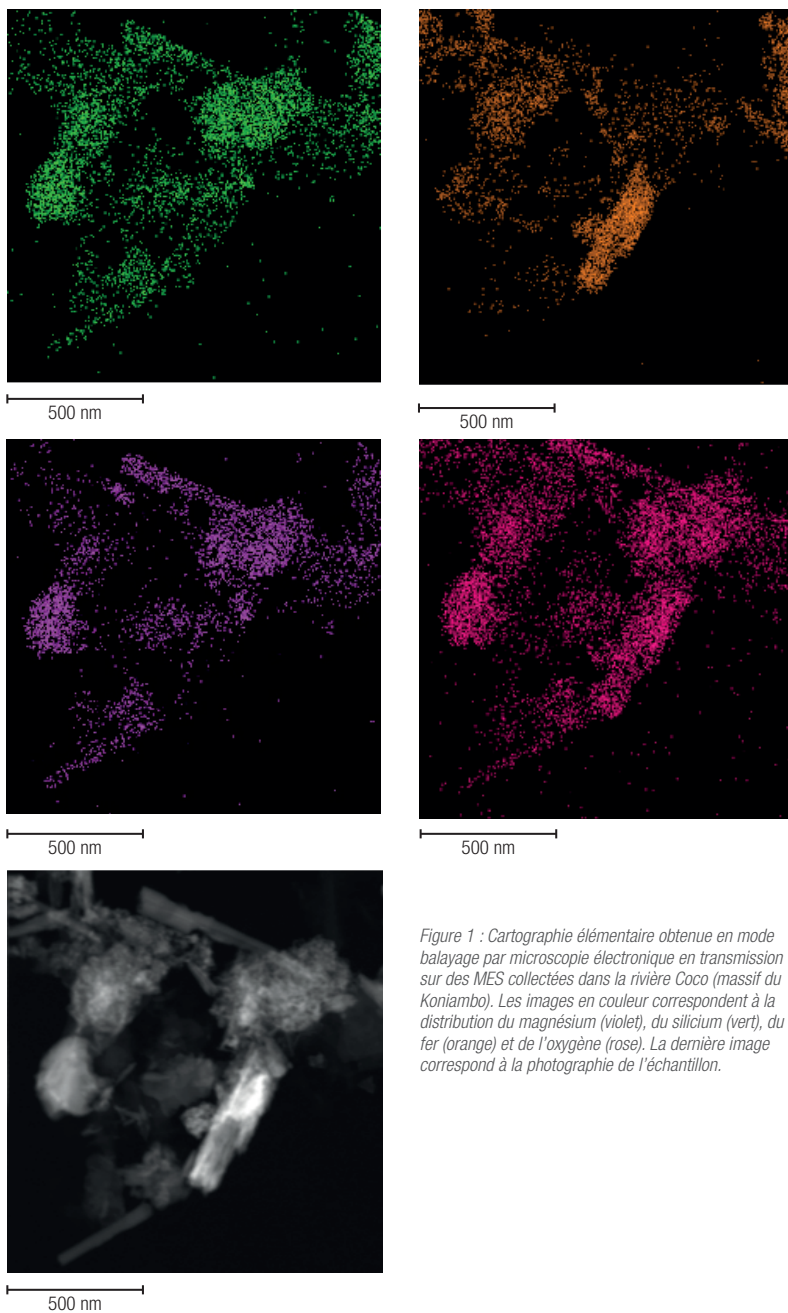 500 nm
500 nm
500 nm
500 nm
Figure 1 : Cartographie élémentaire obtenue en mode
balayage par microscopie électronique en transmission
sur des MES collectées dans la rivière Coco (massif du
Koniambo). Les images en couleur correspondent à la
distribution du magnésium (violet), du silicium (vert), du
fer (orange) et de l'oxygène (rose). La dernière image
correspond à la photographie de l'échantillon.
500 nm